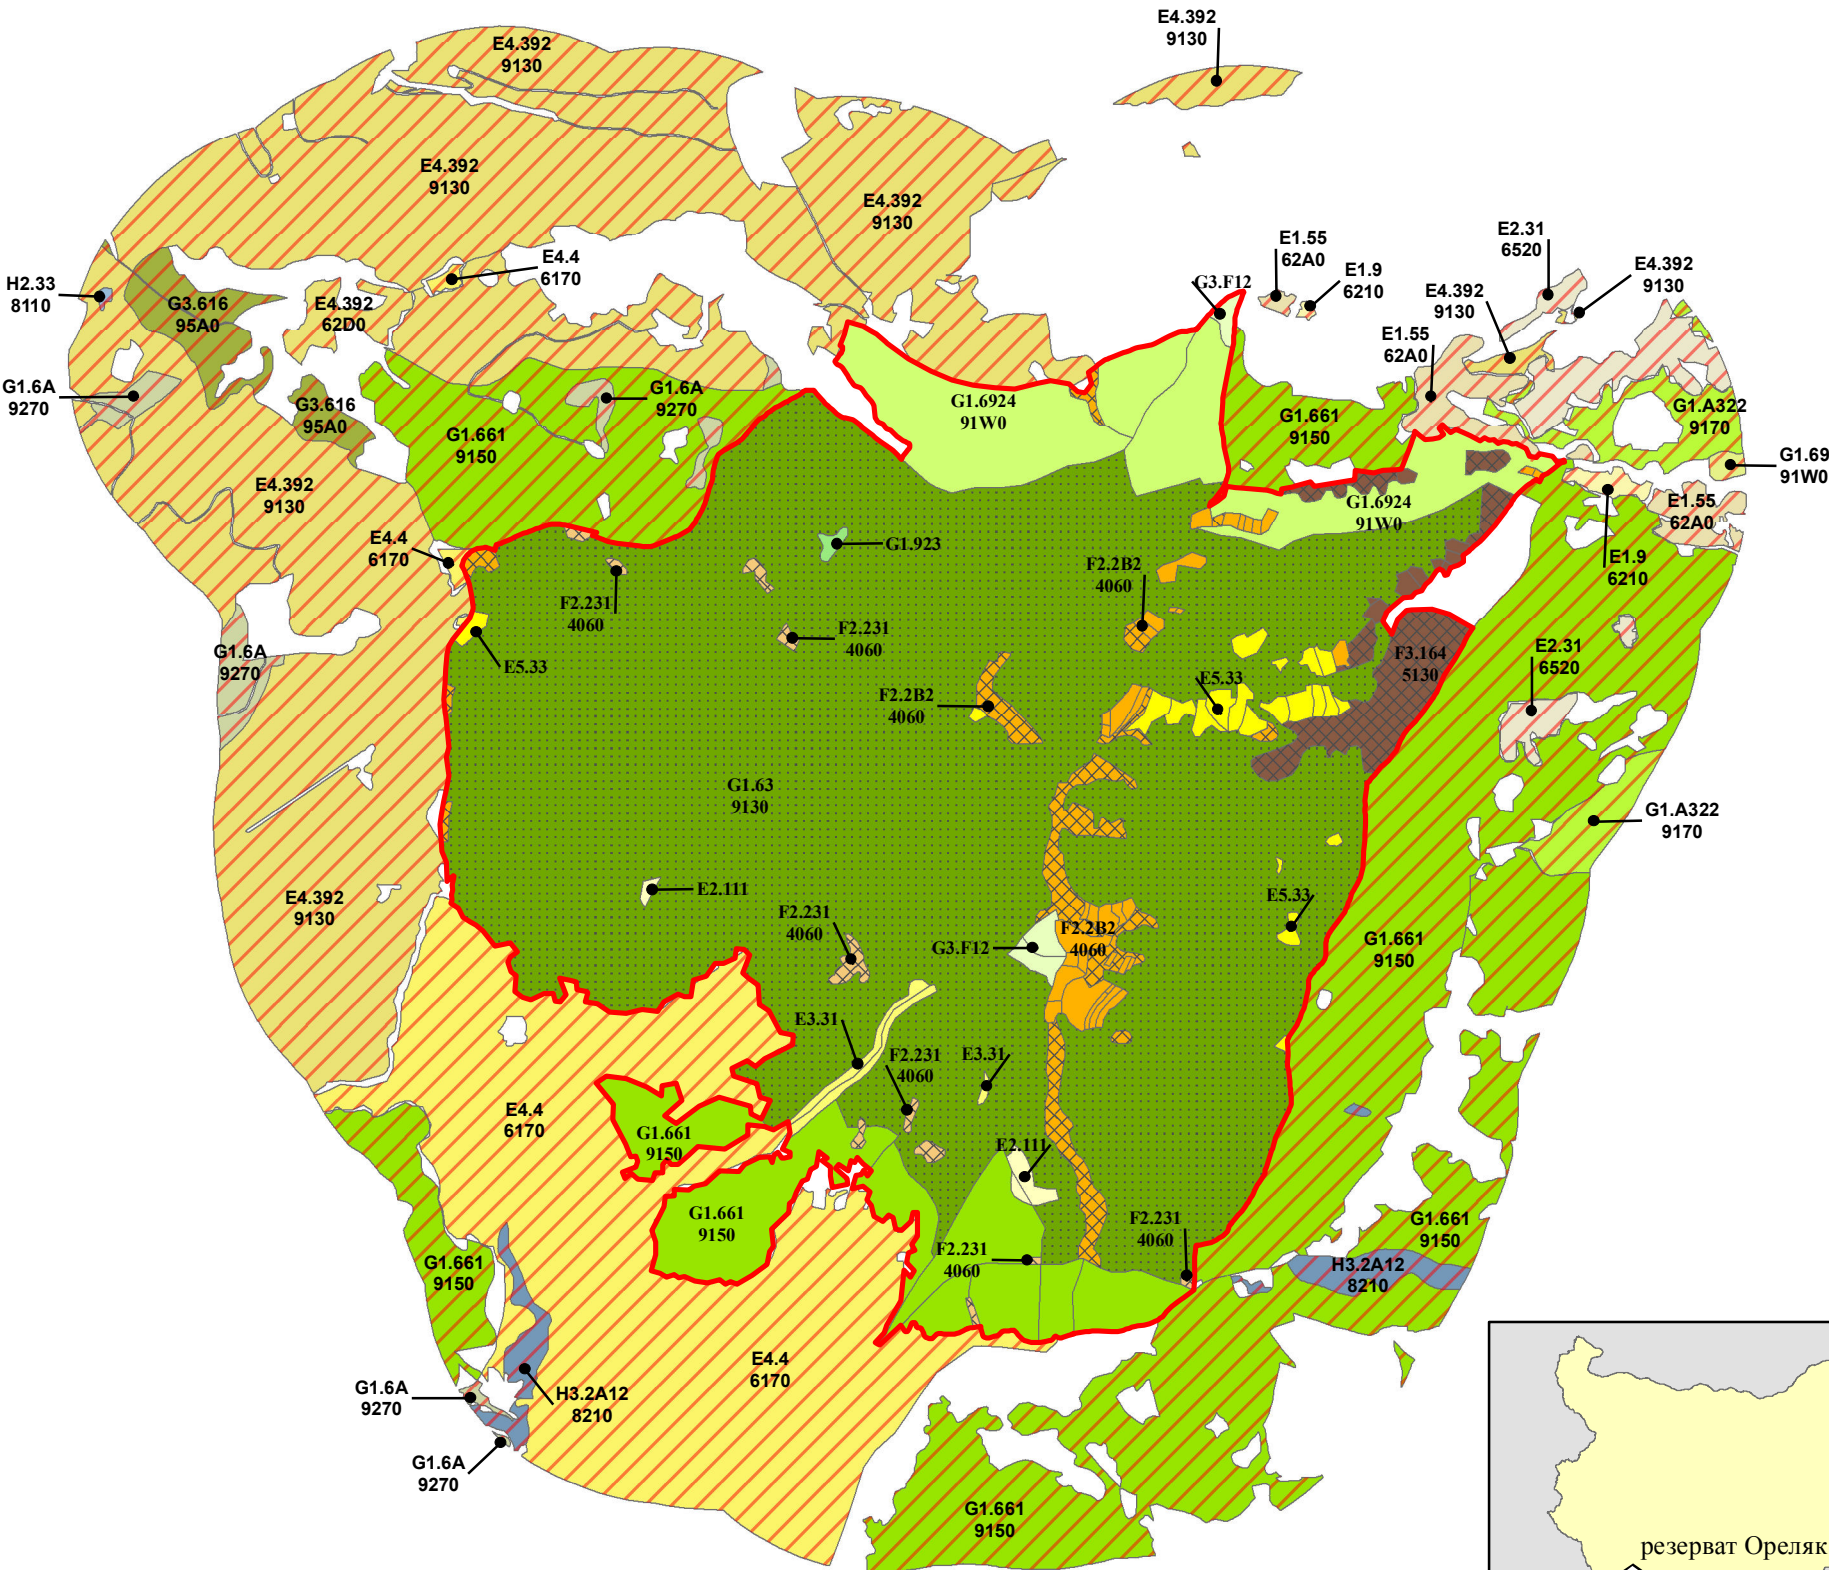 E4.392
9130
E4.392
9130
E4.392
9130
E4.392
9130
E1.55
62A0
E2.31
6520
E1.9
6210
E4.392
9130
E4.4
6170
H2.33
8110
G3.616
95A0
E4.392
62D0
G3.F12
E4.392
9130
E1.55
62A0
G1.6A
9270
G3.616
95A0
G1.6A
9270
G1.6924
91W0
G1.661
9150
G1.A322
9170
G1.661
9150
G1.69
91W0
E4.392
9130
G1.6924
91W0
E1.55
62A0
E4.4
6170
G1.923
F2.2B2
4060
E1.9
6210
F2.231
4060
F2.231
4060
E5.33
G1.6A
9270
F3.164
5130
E2.31
6520
F2.2B2
4060
E5.33
G1.63
9130
G1.A322
9170
E4.392
9130
E2.111
F2.231
4060
E5.33
G3.F12
F2.2B2
4060
G1.661
9150
E3.31
F2.231
4060
E3.31
E4.4
6170
G1.661
9150
E2.111
G1.661
9150
F2.231
4060
F2.231
4060
G1.661
9150
G1.661
9150
H3.2A12
8210
E4.4
6170
G1.6A
9270
H3.2A12
8210
G1.6A
9270
G1.661
9150
резерват Ореляк